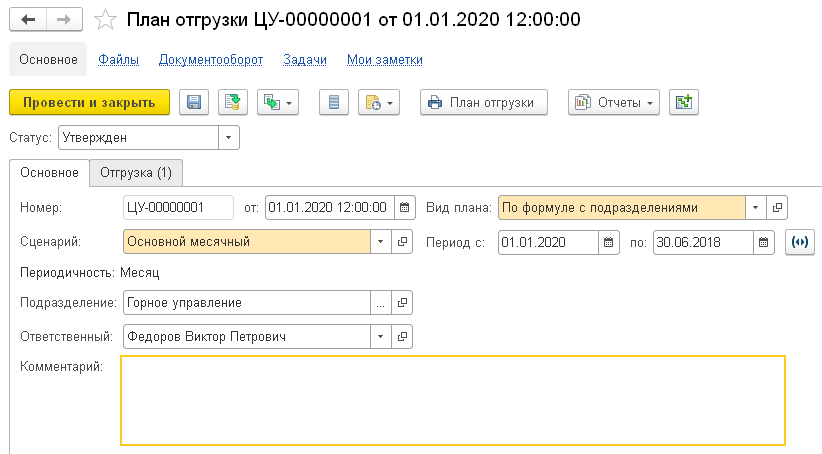 План отгрузки ЦУ-00000001 от 01.01.2020 12:00:00
Основное Файлы Документооборот Задачи Мои заметки
Провести и закрыть План отгрузки Отчеты
Статус: Утвержден
Основное Отгрузка (1)
Номер: ЦУ-00000001 от: 01.01.2020 12:00:00 Вид плана: По формуле с подразделениями
Сценарий: Основной месячный Период с: 01.01.2020 по: 30.06.2018
Периодичность: Месяц
Подразделение: Горное управление ...
Ответственный: Федоров Виктор Петрович
Комментарий: